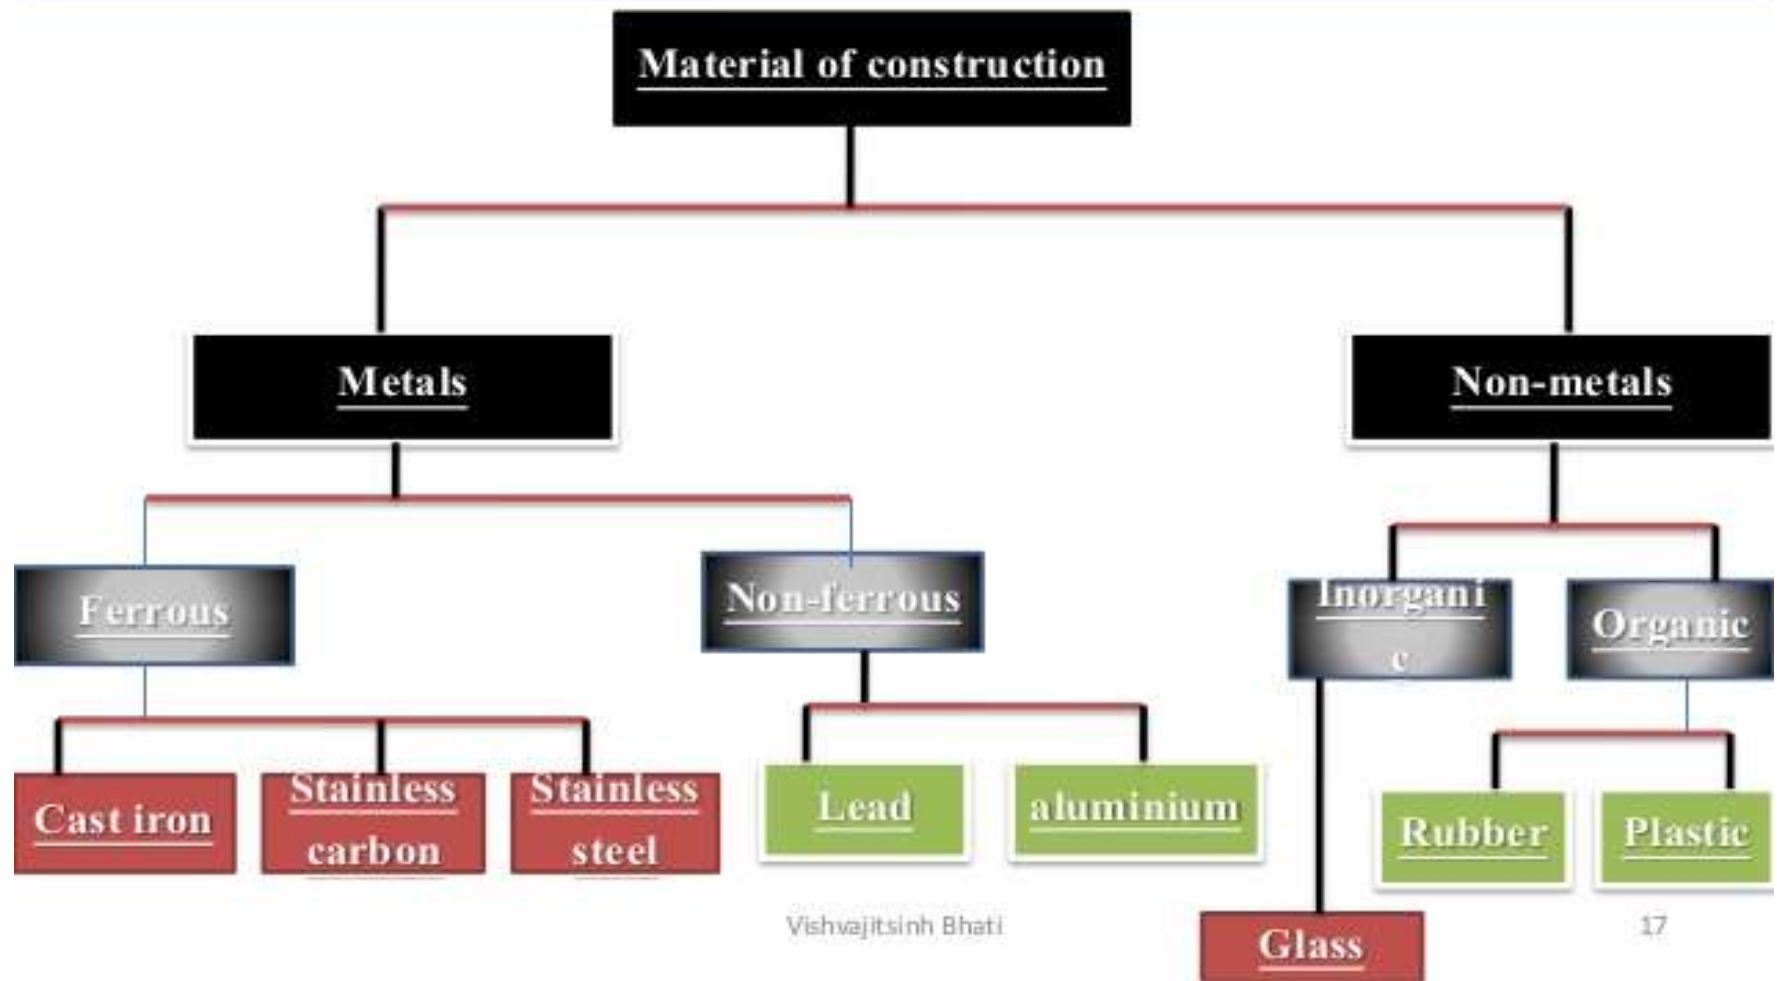 Material of construction
Metals
Non-metals
Ferrous
Non-ferrous
Inorgani
c
Organic
Cast iron
Stainless
carbon
Stainless
steel
Lead
aluminium
Rubber
Plastic
Glass
Vishvajitsinh Bhati
17